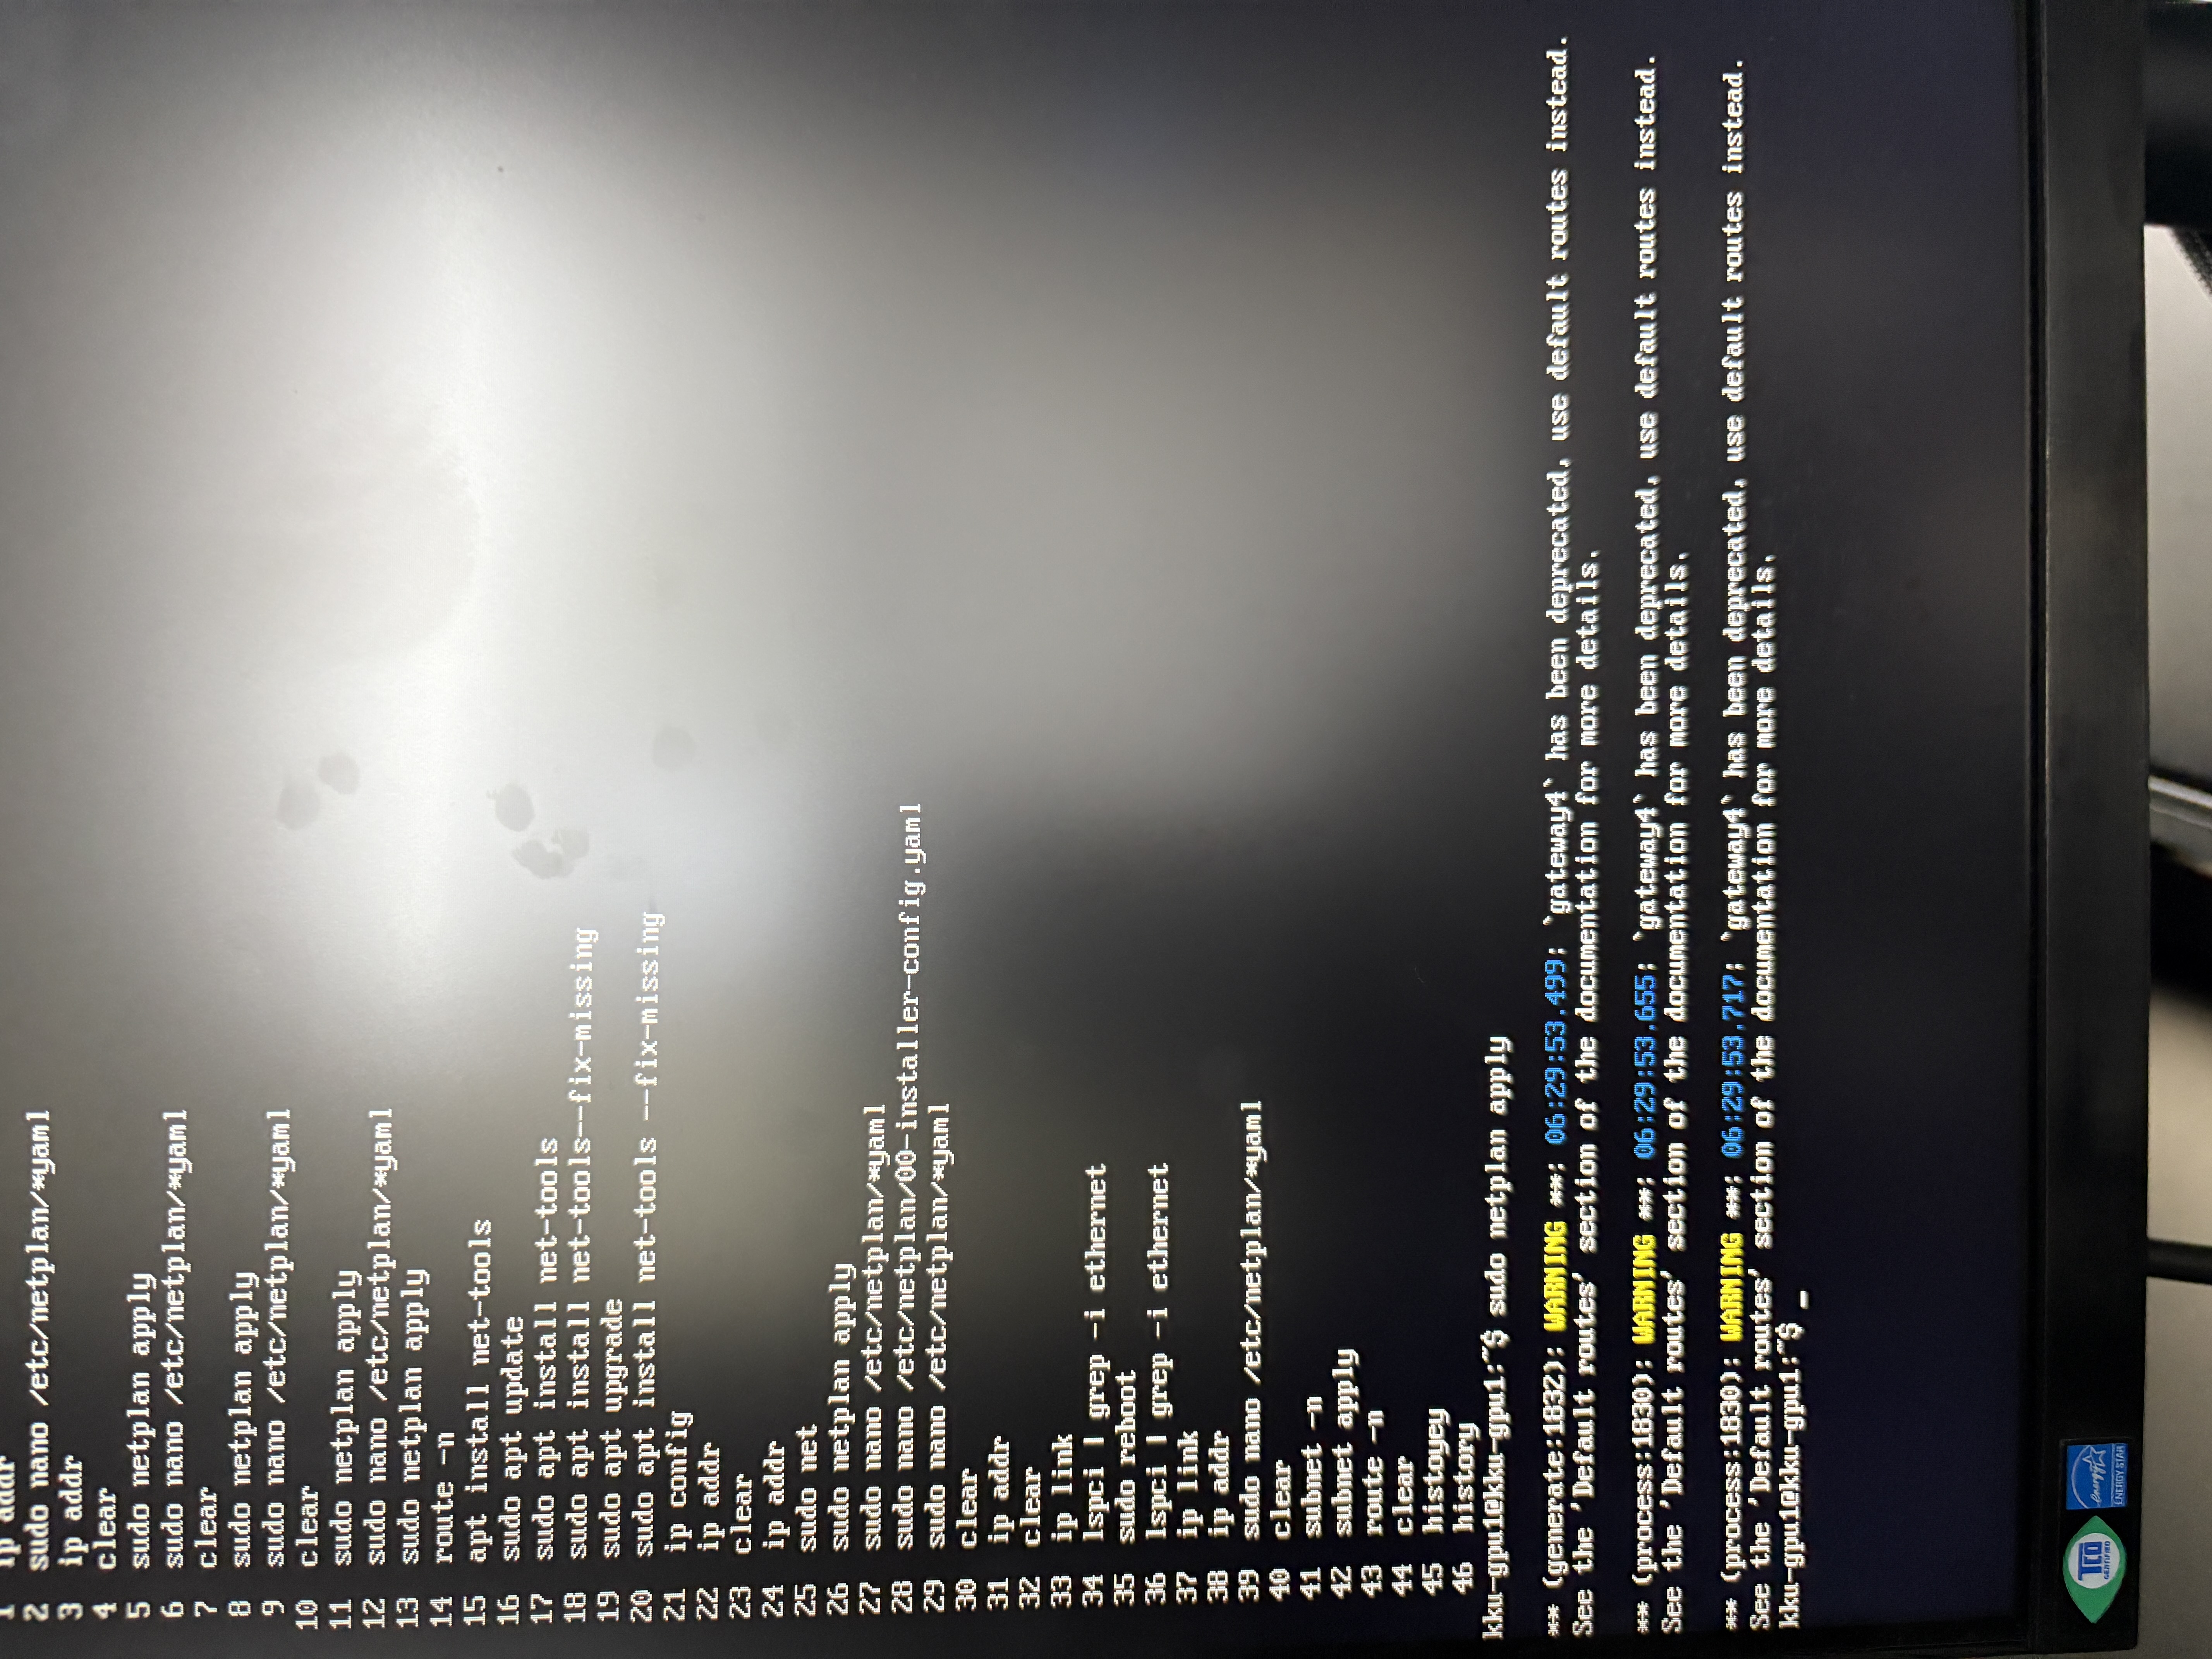 1 ip addr
2 sudo nano /etc/netplan/*yaml
3 ip addr
4 clear
5 sudo netplan apply
6 sudo nano /etc/netplan/*yaml
7 clear
8 sudo netplan apply
9 sudo nano /etc/netplan/*yaml
10 clear
11 sudo netplan apply
12 sudo nano /etc/netplan/*yaml
13 sudo netplan apply
14 route -n
15 apt install net-tools
16 sudo apt update
17 sudo apt install net-tools
18 sudo apt install net-tools--fix-missing
19 sudo apt upgrade
20 sudo apt install net-tools --fix-missing
21 ip config
22 ip addr
23 clear
24 ip addr
25 sudo net
26 sudo netplan apply
27 sudo nano /etc/netplan/*yaml
28 sudo nano /etc/netplan/00-installer-config.yaml
29 sudo nano /etc/netplan/*yaml
30 clear
31 ip addr
32 clear
33 ip link
34 lspci | grep -i ethernet
35 sudo reboot
36 lspci | grep -i ethernet
37 ip link
38 ip addr
39 sudo nano /etc/netplan/*yaml
40 clear
41 subnet -n
42 subnet apply
43 route -n
44 clear
45 histoyey
46 history
kku-gpu1@kku-gpu1:~$ sudo netplan apply
** (generate:1832): WARNING **: 06:29:53.499: `gateway4` has been deprecated, use default routes instead.
See the 'Default routes' section of the documentation for more details.
** (process:1830): WARNING **: 06:29:53.655: `gateway4` has been deprecated, use default routes instead.
See the 'Default routes' section of the documentation for more details.
** (process:1830): WARNING **: 06:29:53.717: `gateway4` has been deprecated, use default routes instead.
See the 'Default routes' section of the documentation for more details.
kku-gpu1@kku-gpu1:~$ _
TCO
CERTIFIED
energy
ENERGY STAR